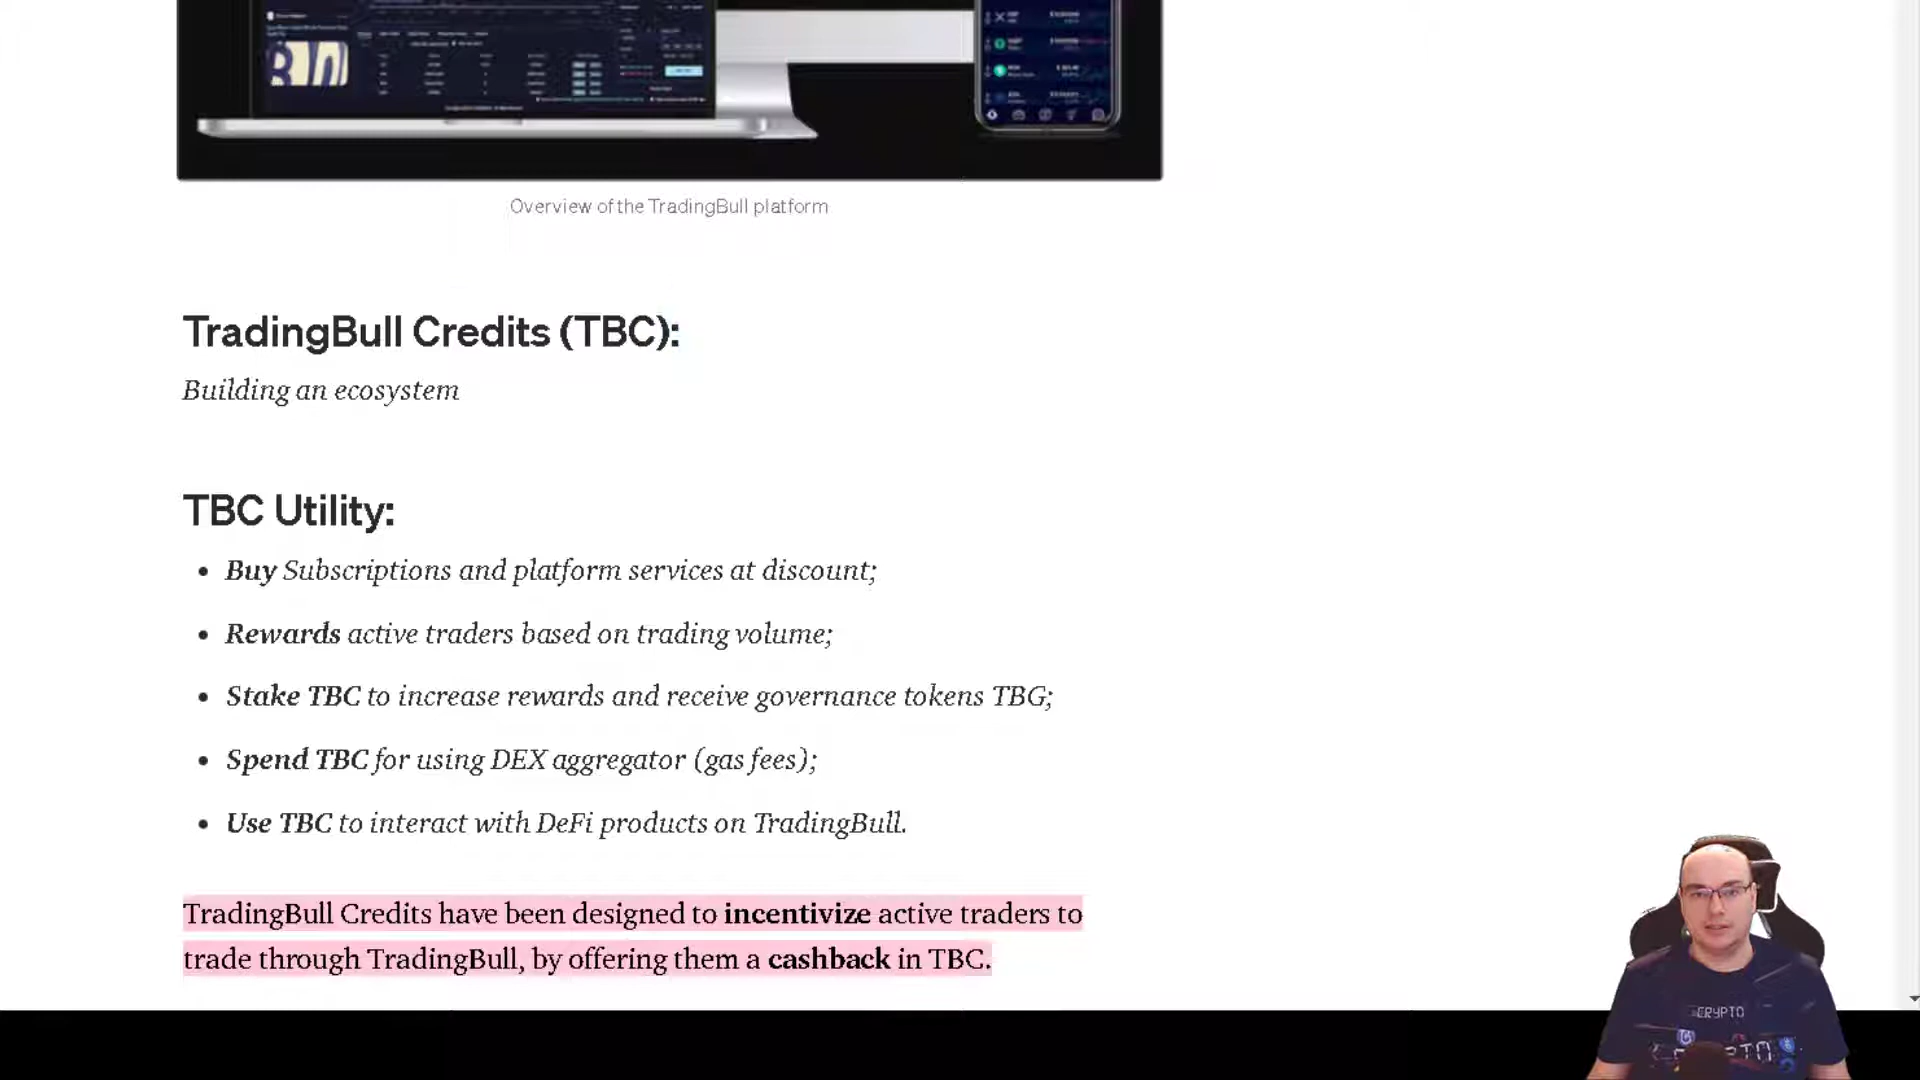 Overview of the TradingBull platform
TradingBull Credits (TBC):
Building an ecosystem
TBC Utility:
• Buy Subscriptions and platform services at discount;
• Rewards active traders based on trading volume;
• Stake TBC to increase rewards and receive governance tokens TBG;
• Spend TBC for using DEX aggregator (gas fees);
• Use TBC to interact with DeFi products on TradingBull.
TradingBull Credits have been designed to incentivize active traders to
trade through TradingBull, by offering them a cashback in TBC.
CRYPTO